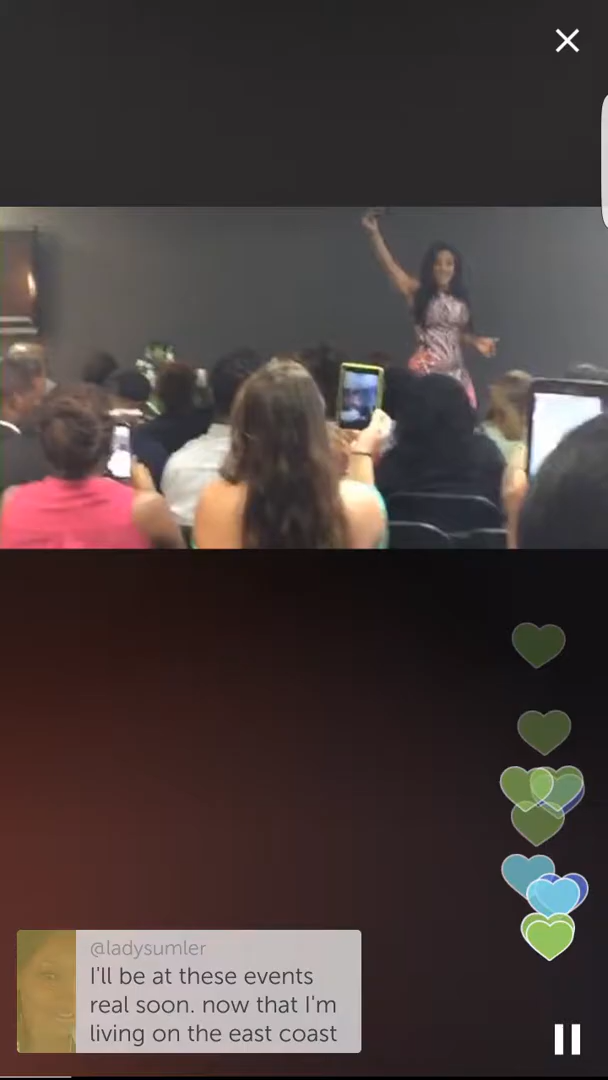 @ladysumler
I'll be at these events
real soon. now that I'm
living on the east coast